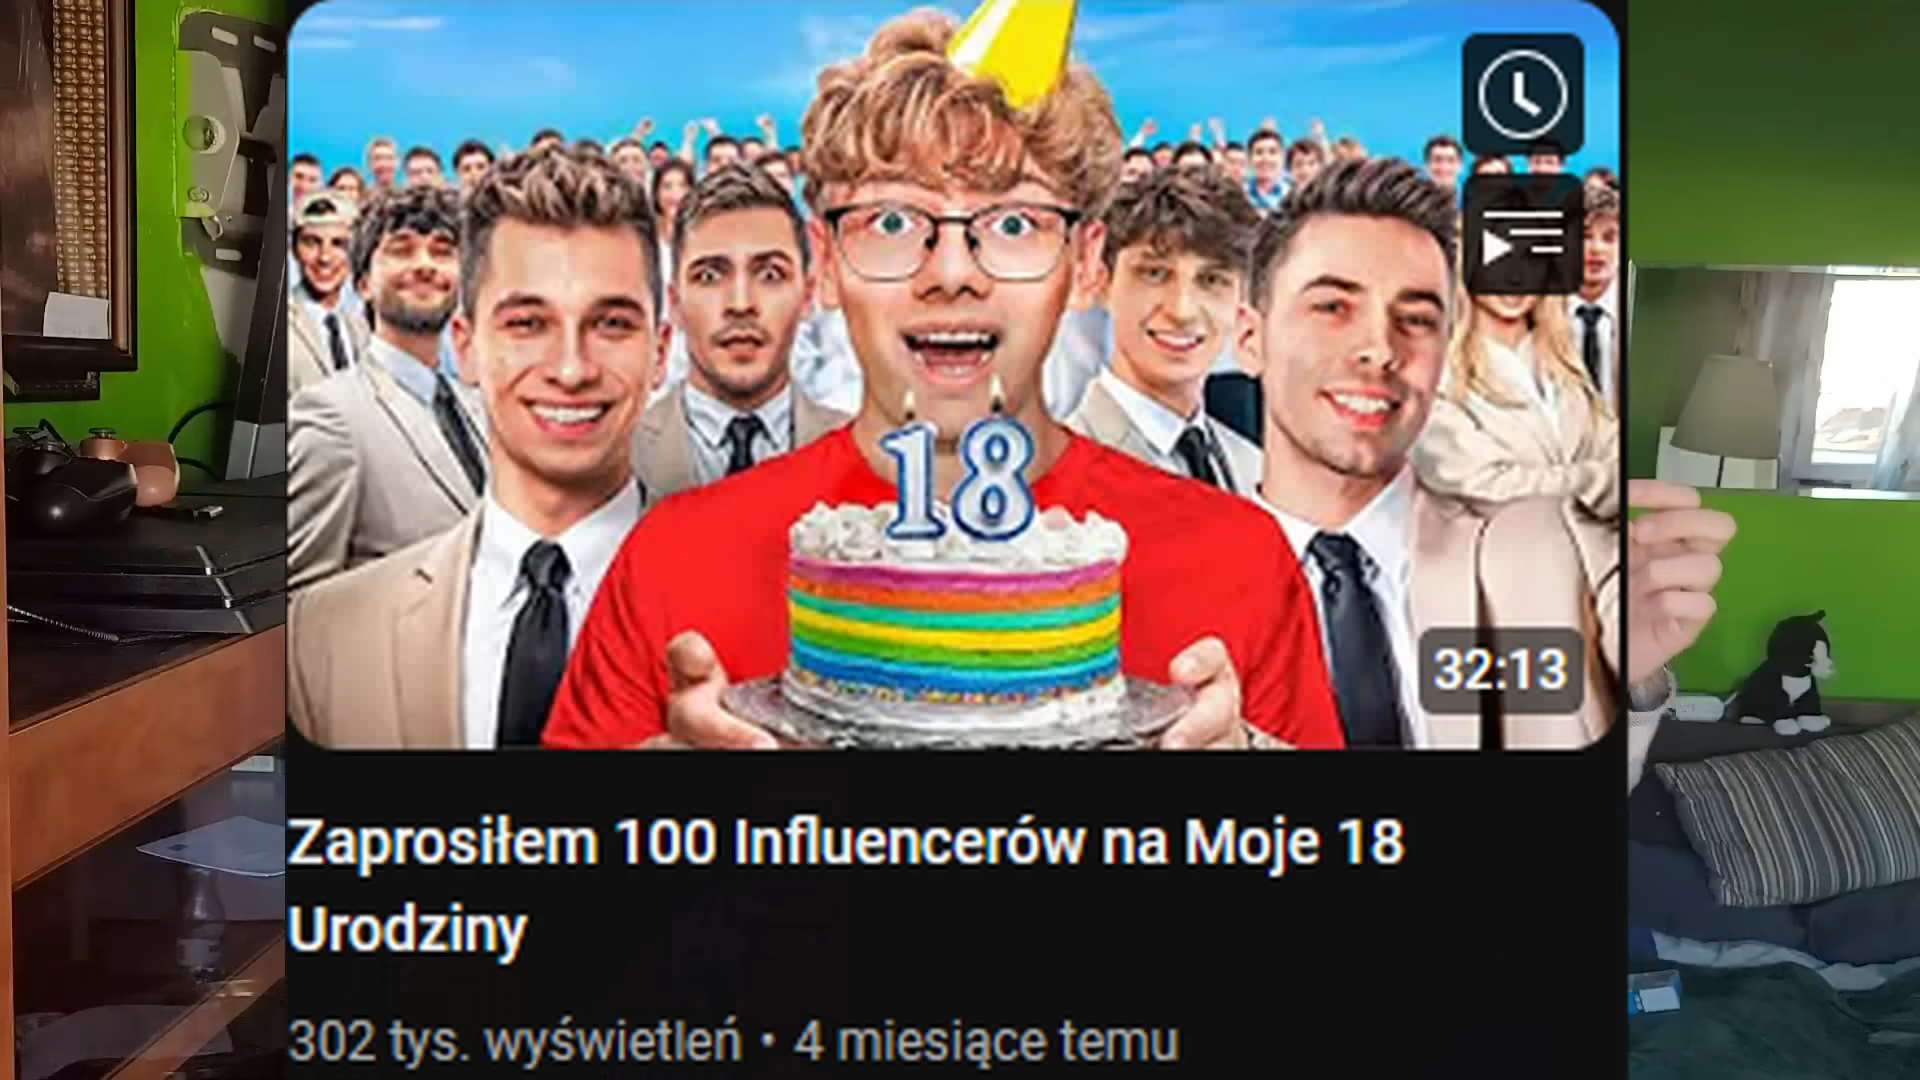 18
32:13
Zaprosiłem 100 Influencerów na Moje 18
Urodziny
302 tys. wyświetleń • 4 miesiące temu